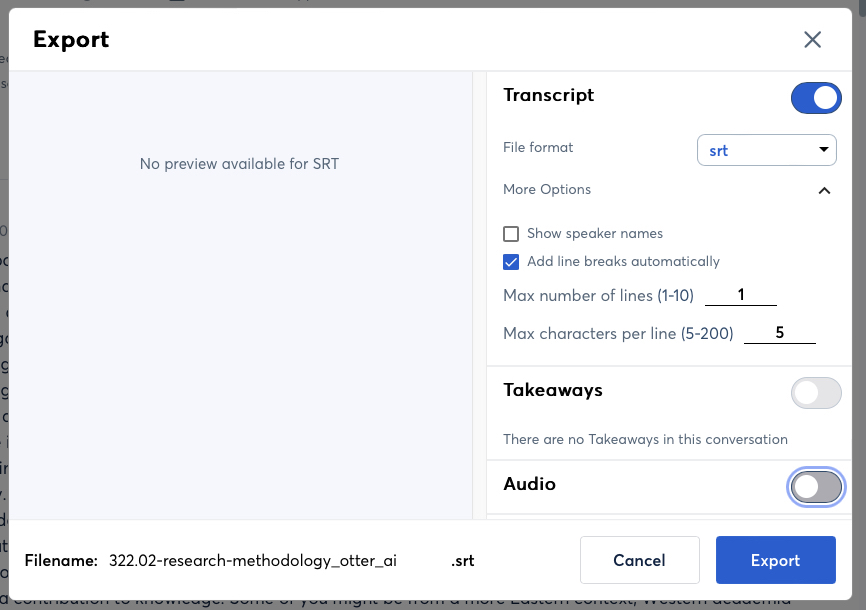 Export
No preview available for SRT
Transcript
File format
srt
More Options
Show speaker names
Add line breaks automatically
Max number of lines (1-10) 1
Max characters per line (5-200) 5
Takeaways
There are no Takeaways in this conversation
Audio
Filename: 322.02-research-methodology_otter_ai .srt
Cancel
Export